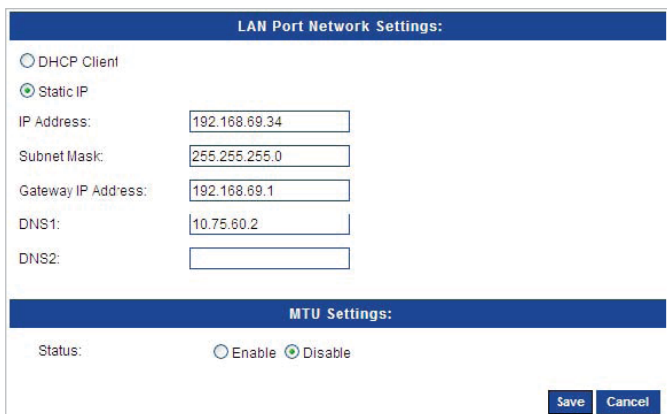 LAN Port Network Settings:
DHCP Client
Static IP
IP Address: 192.168.69.34
Subnet Mask: 255.255.255.0
Gateway IP Address: 192.168.69.1
DNS1: 10.75.60.2
DNS2:
MTU Settings:
Status: Enable Disable
Save Cancel